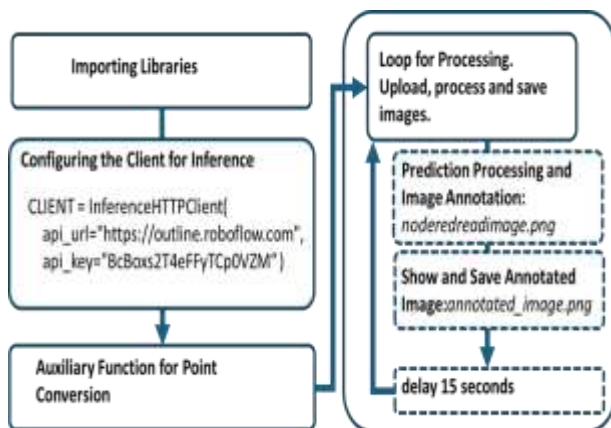 Importing Libraries
Configuring the Client for Inference
CLIENT = InferenceHTTPClient(
api_url="https://outline.roboflow.com",
api_key="BcBoxs2T4eFFyTCp0VZM")
Auxiliary Function for Point
Conversion
Loop for Processing.
Upload, process and save
images.
Prediction Processing and
Image Annotation:
noderedreadimage.png
Show and Save Annotated
Image:annotated_image.png
delay 15 seconds